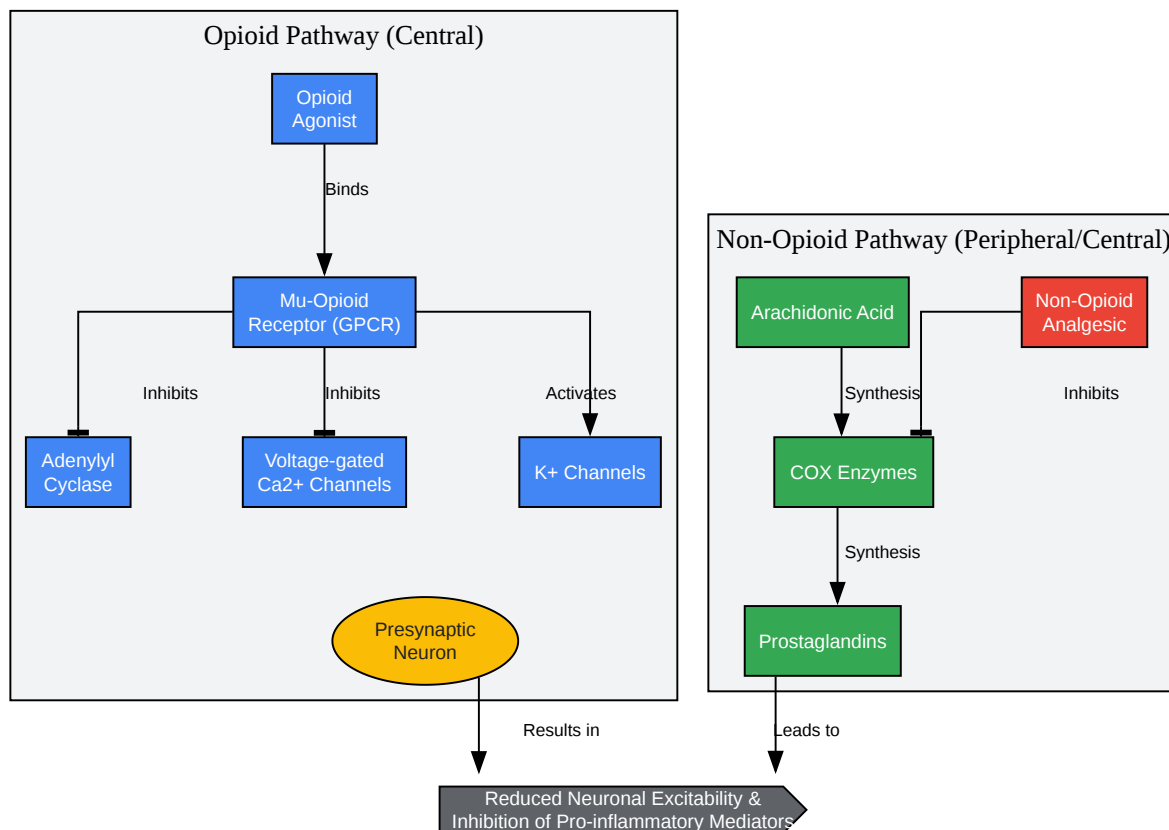 Opioid Pathway (Central)
Opioid
Agonist
Binds
Mu-Opioid
Receptor (GPCR)
Inhibits
Inhibits
Activates
Adenylyl
Cyclase
Voltage-gated
Ca2+ Channels
K+ Channels
Presynaptic
Neuron
Results in
Non-Opioid Pathway (Peripheral/Central)
Arachidonic Acid
Non-Opioid
Analgesic
Synthesis
Inhibits
COX Enzymes
Synthesis
Prostaglandins
Leads to
Reduced Neuronal Excitability &
Inhibition of Pro-inflammatory Mediators